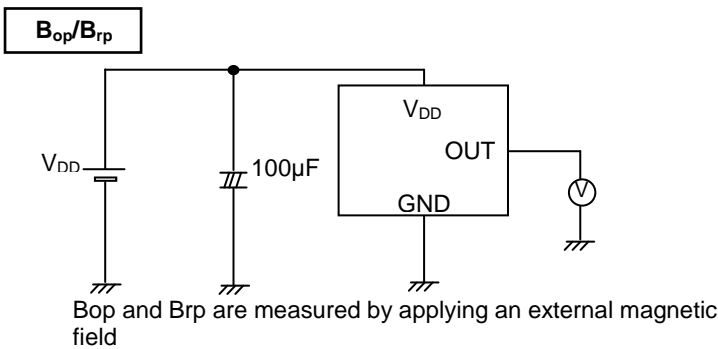 Bop/Brp
VDD
VDD
100µF
OUT
GND
V
Bop and Brp are measured by applying an external magnetic
field